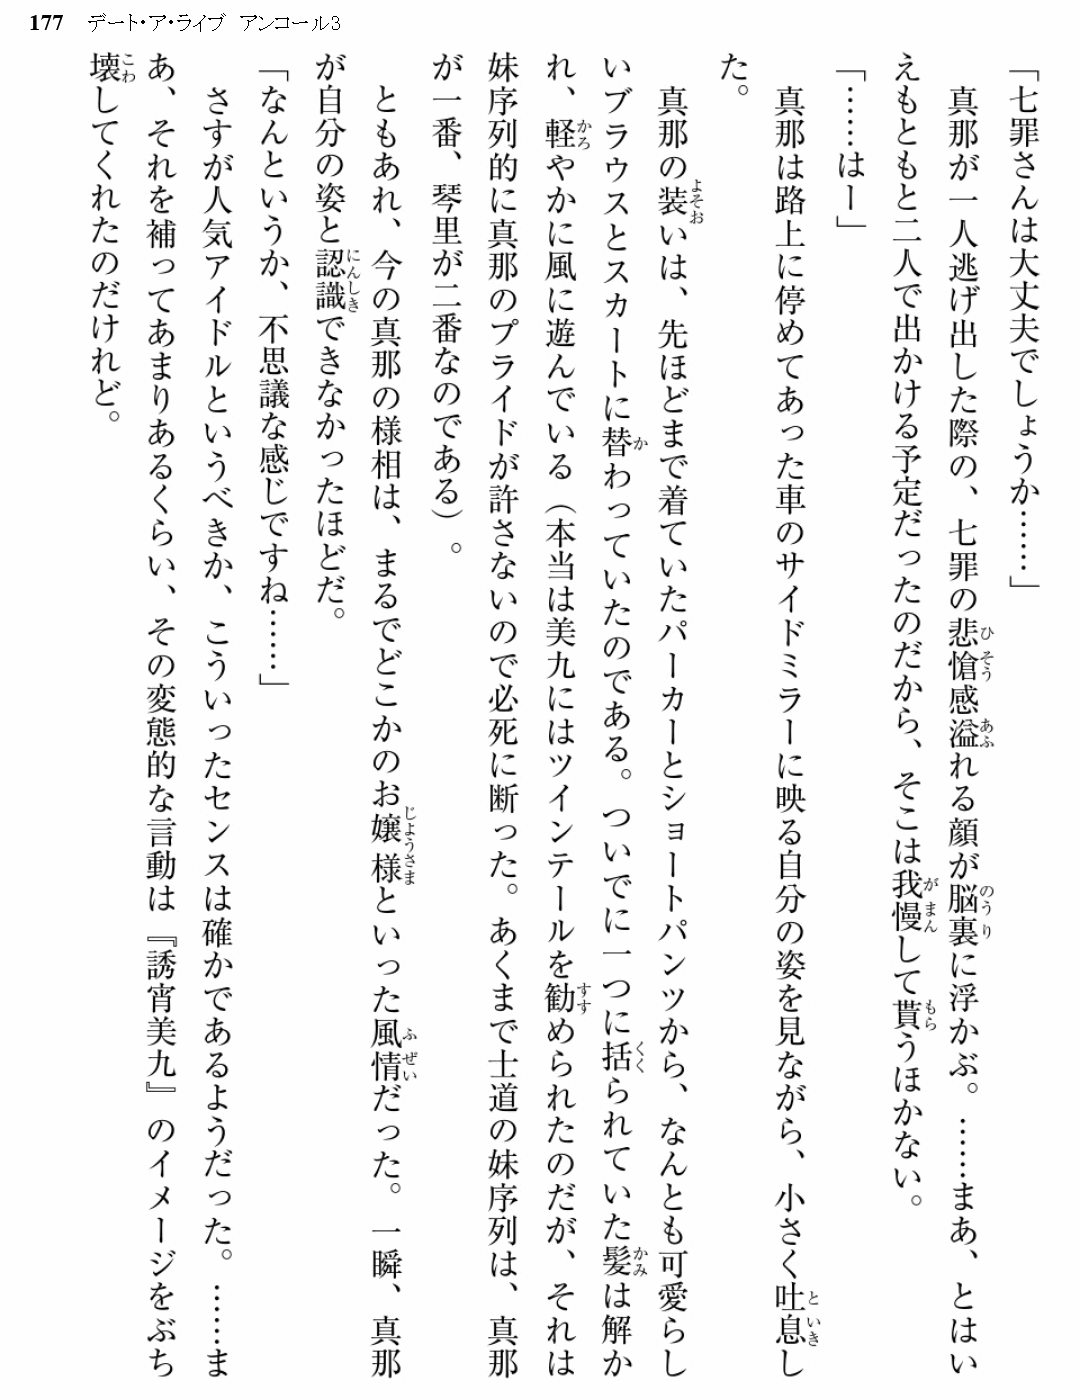 177 デート・ア・ライブ アンコール3
「七罪さんは大丈夫でしょうか……」
　真那が一人逃げ出した際の、七罪の悲愴感溢れる顔が脳裏に浮かぶ。……まあ、とはい
えもともと二人で出かける予定だったのだから、そこは我慢して貰うほかない。
「……はー」
　真那は路上に停めてあった車のサイドミラーに映る自分の姿を見ながら、小さく吐息し
た。
　真那の装いは、先ほどまで着ていたパーカーとショートパンツから、なんとも可愛らし
いブラウスとスカートに替わっていたのである。ついでに一つに括られていた髪は解か
れ、軽やかに風に遊んでいる（本当は美九にはツインテールを勧められたのだが、それは
妹序列的に真那のプライドが許さないので必死に断った。あくまで士道の妹序列は、真那
が一番、琴里が二番なのである）。
　ともあれ、今の真那の様相は、まるでどこかのお嬢様といった風情だった。一瞬、真那
が自分の姿と認識できなかったほどだ。
「なんというか、不思議な感じですね……」
　さすが人気アイドルというべきか、こういったセンスは確かであるようだった。……ま
あ、それを補ってあまりあるくらい、その変態的な言動は『誘宵美九』のイメージをぶち
壊してくれたのだけれど。